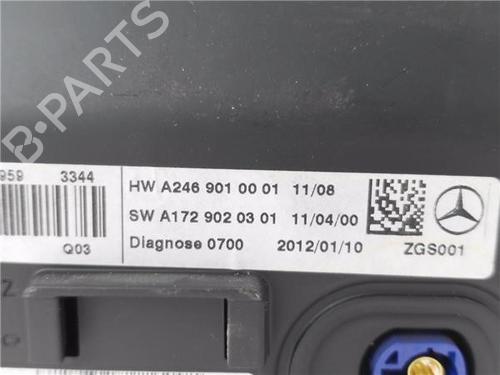 B-PARTS
959 3344
Q03
HW A246 901 00 01 11/08
SW A172 902 03 01 11/04/00
Diagnose 0700 2012/01/10
ZGS001
Z